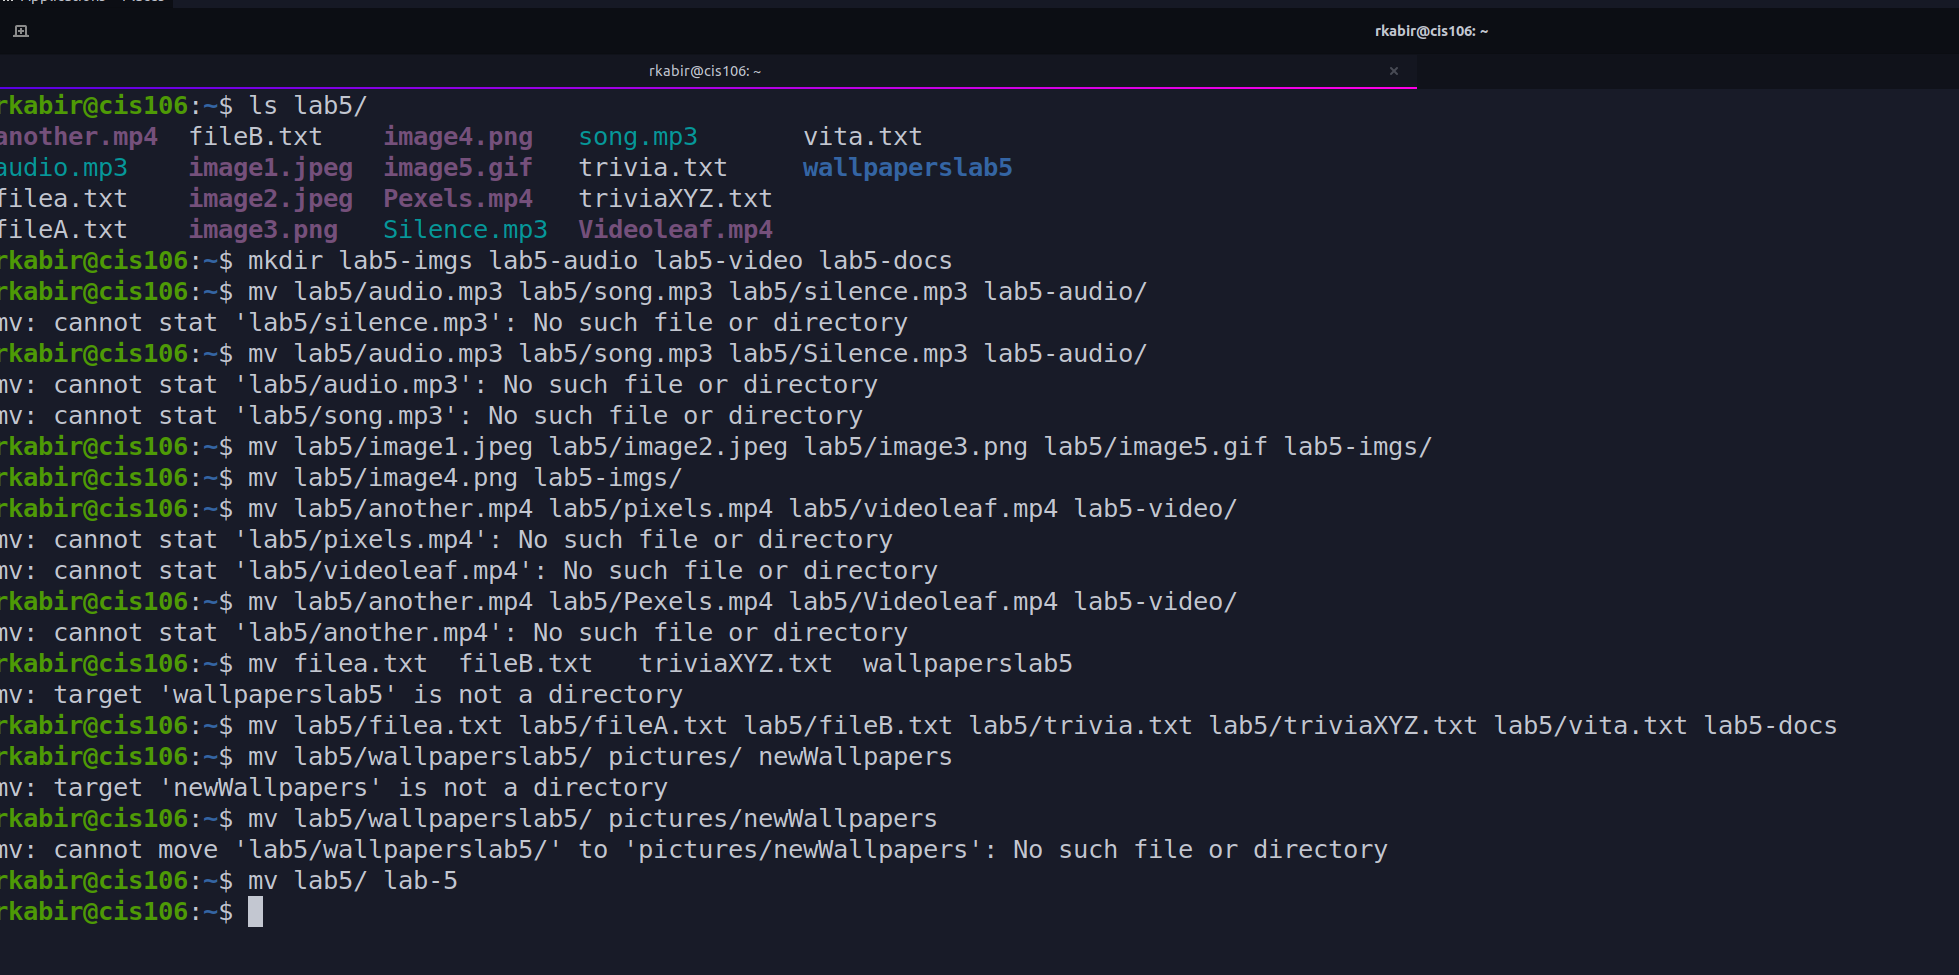 rkabir@cis106: ~
rkabir@cis106: ~ ×
rkabir@cis106:~$ ls lab5/
another.mp4 fileB.txt image4.png song.mp3 vita.txt
audio.mp3 image1.jpeg image5.gif trivia.txt wallpaperslab5
filea.txt image2.jpeg Pexels.mp4 triviaXYZ.txt
fileA.txt image3.png Silence.mp3 Videoleaf.mp4
rkabir@cis106:~$ mkdir lab5-imgs lab5-audio lab5-video lab5-docs
rkabir@cis106:~$ mv lab5/audio.mp3 lab5/song.mp3 lab5/silence.mp3 lab5-audio/
mv: cannot stat 'lab5/silence.mp3': No such file or directory
rkabir@cis106:~$ mv lab5/audio.mp3 lab5/song.mp3 lab5/Silence.mp3 lab5-audio/
mv: cannot stat 'lab5/audio.mp3': No such file or directory
mv: cannot stat 'lab5/song.mp3': No such file or directory
rkabir@cis106:~$ mv lab5/image1.jpeg lab5/image2.jpeg lab5/image3.png lab5/image5.gif lab5-imgs/
rkabir@cis106:~$ mv lab5/image4.png lab5-imgs/
rkabir@cis106:~$ mv lab5/another.mp4 lab5/pixels.mp4 lab5/videoleaf.mp4 lab5-video/
mv: cannot stat 'lab5/pixels.mp4': No such file or directory
mv: cannot stat 'lab5/videoleaf.mp4': No such file or directory
rkabir@cis106:~$ mv lab5/another.mp4 lab5/Pexels.mp4 lab5/Videoleaf.mp4 lab5-video/
mv: cannot stat 'lab5/another.mp4': No such file or directory
rkabir@cis106:~$ mv filea.txt  fileB.txt   triviaXYZ.txt  wallpaperslab5
mv: target 'wallpaperslab5' is not a directory
rkabir@cis106:~$ mv lab5/filea.txt lab5/fileA.txt lab5/fileB.txt lab5/trivia.txt lab5/triviaXYZ.txt lab5/vita.txt lab5-docs
rkabir@cis106:~$ mv lab5/wallpaperslab5/ pictures/ newWallpapers
mv: target 'newWallpapers' is not a directory
rkabir@cis106:~$ mv lab5/wallpaperslab5/ pictures/newWallpapers
mv: cannot move 'lab5/wallpaperslab5/' to 'pictures/newWallpapers': No such file or directory
rkabir@cis106:~$ mv lab5/ lab-5
rkabir@cis106:~$